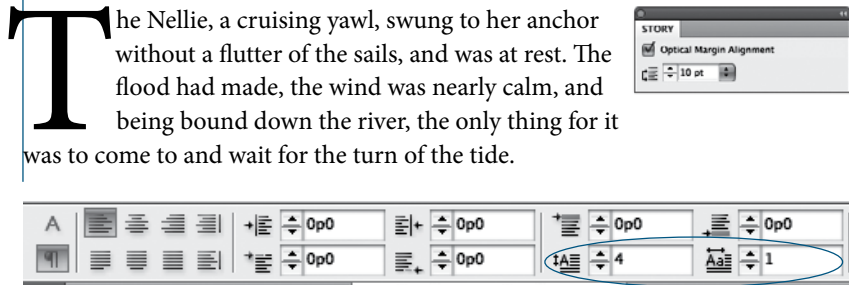 The Nellie, a cruising yawl, swung to her anchor
without a flutter of the sails, and was at rest. The
flood had made, the wind was nearly calm, and
being bound down the river, the only thing for it
was to come to and wait for the turn of the tide.
STORY
Optical Margin Alignment
10 pt
A 0p0 0p0 0p0 0p0
¶ 0p0 0p0 A 4 Aa 1